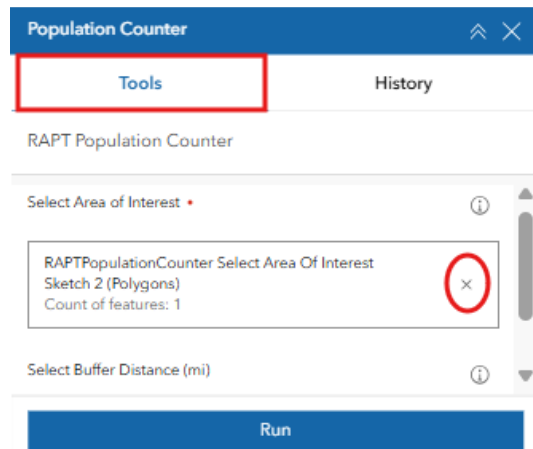 Population Counter
Tools
History
RAPT Population Counter
Select Area of Interest •
RAPTPopulationCounter Select Area Of Interest
Sketch 2 (Polygons)
Count of features: 1
Select Buffer Distance (mi)
Run